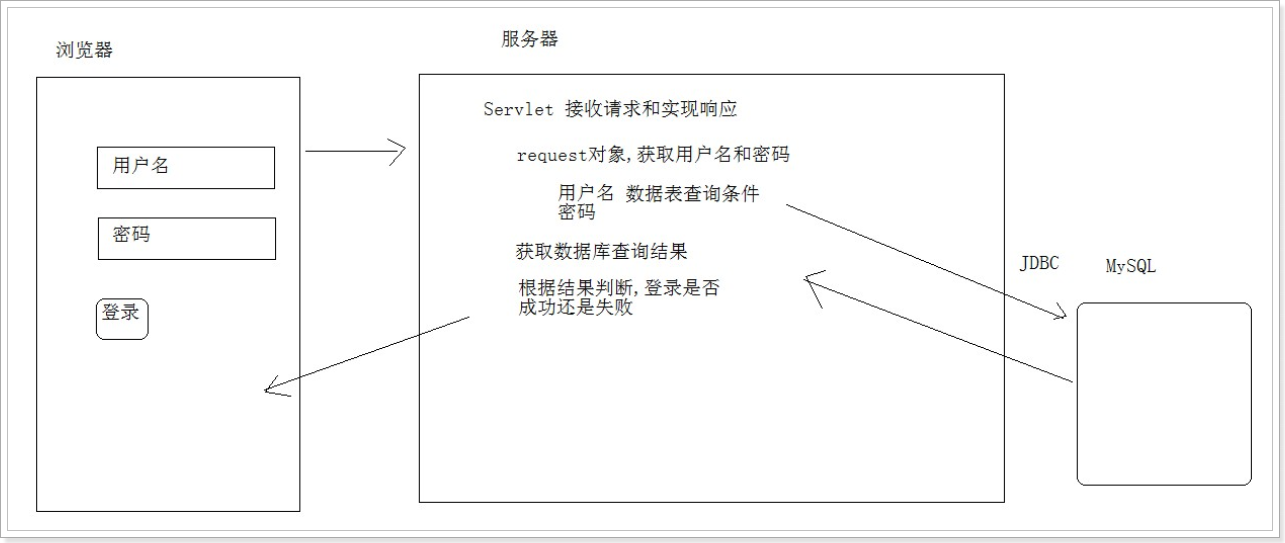 浏览器
服务器
用户名
密码
登录
Servlet 接收请求和实现响应
request对象,获取用户名和密码
用户名 数据表查询条件
密码
获取数据库查询结果
根据结果判断,登录是否
成功还是失败
JDBC
MySQL